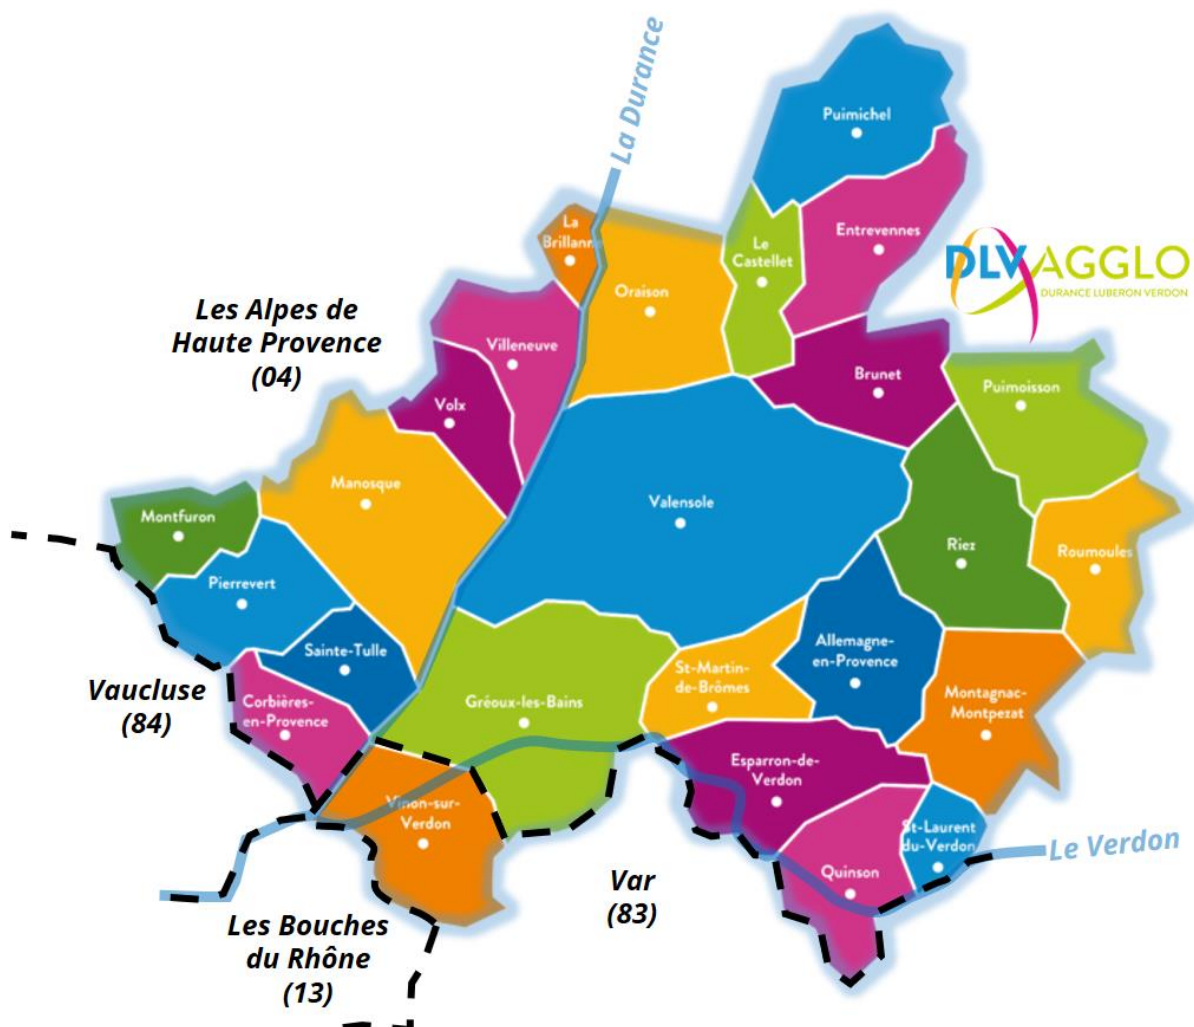 La Durance
Puimichel
La
Brillanne
Entrevennes
Le
Castellet
Oraison
DLVAGGLO
DURANCE LUBERON VERDON
Les Alpes de
Haute Provence
(04)
Villeneuve
Brunet
Puimoisson
Volx
Manosque
Valensole
Montfuron
Riez
Roumoules
Pierrevert
Sainte-Tulle
Allemagne-
en-Provence
St-Martin-
de-Brômes
Vaucluse
(84)
Corbières-
en-Provence
Gréoux-les-Bains
Montagnac-
Montpezat
Esparron-de-
Verdon
Vinon-sur-
Verdon
St-Laurent
du-Verdon
Le Verdon
Quinson
Var
(83)
Les Bouches
du Rhône
(13)